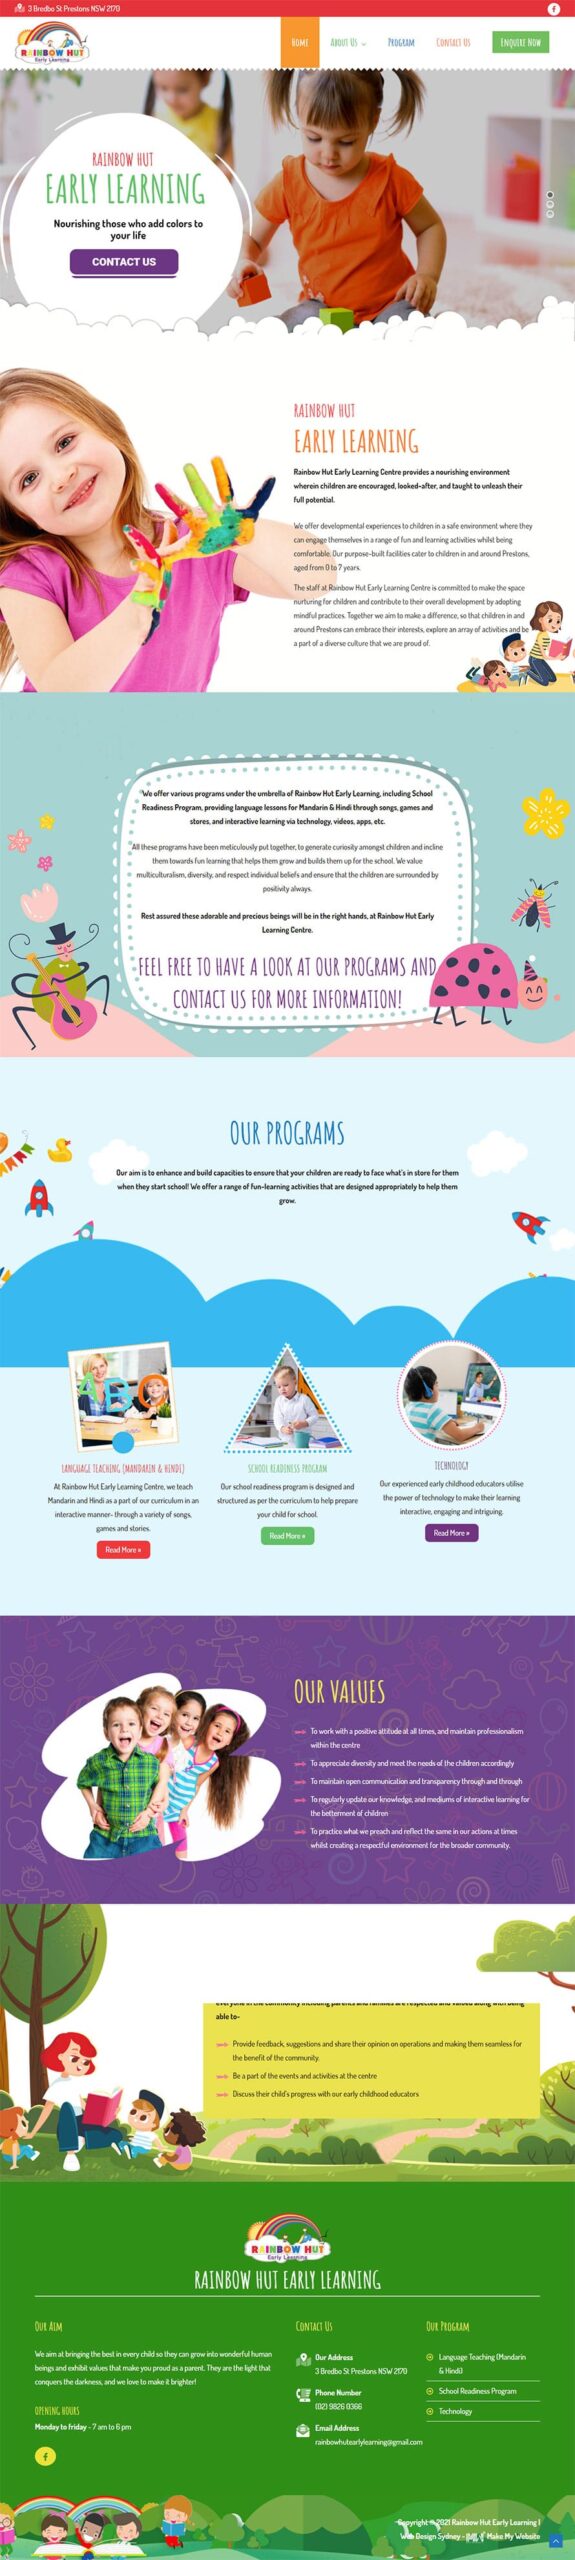 3 Bredbo St Prestons NSW 2170
RAINBOW HUT
Early Learning
HOME
ABOUT US
PROGRAM
CONTACT US
ENQUIRE NOW
RAINBOW HUT
EARLY LEARNING
Nourishing those who add colors to
your life
CONTACT US
RAINBOW HUT
EARLY LEARNING
Rainbow Hut Early Learning Centre provides a nourishing environment
wherein children are encouraged, looked-after, and taught to unleash their
full potential.
We offer developmental experiences to children in a safe environment where they
can engage themselves in a range of fun and learning activities whilst being
comfortable. Our purpose-built facilities cater to children in and around Prestons,
aged from 0 to 7 years.
The staff at Rainbow Hut Early Learning Centre is committed to make the space
nurturing for children and contribute to their overall development by adopting
mindful practices. Together we aim to make a difference, so that children in and
around Prestons can embrace their interests, explore an array of activities and be
a part of a diverse culture that we are proud of.
We offer various programs under the umbrella of Rainbow Hut Early Learning, including School
Readiness Program, providing language lessons for Mandarin & Hindi through songs, games and
stores, and interactive learning via technology, videos, apps, etc.
All these programs have been meticulously put together, to generate curiosity amongst children and incline
them towards fun learning that helps them grow and builds them up for the school. We value
multiculturalism, diversity, and respect individual beliefs and ensure that the children are surrounded by
positivity always.
Rest assured these adorable and precious beings will be in the right hands, at Rainbow Hut Early
Learning Centre.
FEEL FREE TO HAVE A LOOK AT OUR PROGRAMS AND
CONTACT US FOR MORE INFORMATION!
OUR PROGRAMS
Our aim is to enhance and build capacities to ensure that your children are ready to face what's in store for them
when they start school! We offer a range of fun-learning activities that are designed appropriately to help them
grow.
ABC
LANGUAGE TEACHING (MANDARIN & HINDI)
At Rainbow Hut Early Learning Centre, we teach
Mandarin and Hindi as a part of our curriculum in an
interactive manner- through a variety of songs,
games and stories.
Read More »
SCHOOL READINESS PROGRAM
Our school readiness program is designed and
structured as per the curriculum to help prepare
your child for school.
Read More »
TECHNOLOGY
Our experienced early childhood educators utilise
the power of technology to make their learning
interactive, engaging and intriguing.
Read More »
OUR VALUES
To work with a positive attitude at all times, and maintain professionalism
within the centre
To appreciate diversity and meet the needs of the children accordingly
To maintain open communication and transparency through and through
To regularly update our knowledge, and mediums of interactive learning for
the betterment of children
To practice what we preach and reflect the same in our actions at times
whilst creating a respectful environment for the broader community.
everyone in the community including parents and families are respected and valued along with being
able to-
Provide feedback, suggestions and share their opinion on operations and making them seamless for
the benefit of the community.
Be a part of the events and activities at the centre
Discuss their child's progress with our early childhood educators
RAINBOW HUT
Early Learning
RAINBOW HUT EARLY LEARNING
OUR AIM
We aim at bringing the best in every child so they can grow into wonderful human
beings and exhibit values that make you proud as a parent. They are the light that
conquers the darkness, and we love to make it brighter!
OPENING HOURS
Monday to friday - 7 am to 6 pm
CONTACT US
Our Address
3 Bredbo St Prestons NSW 2170
Phone Number
(02) 9826 0366
Email Address
rainbowhutearlylearning@gmail.com
OUR PROGRAM
Language Teaching (Mandarin
& Hindi)
School Readiness Program
Technology
Copyright © 2021 Rainbow Hut Early Learning |
Web Design Sydney - Make My Website